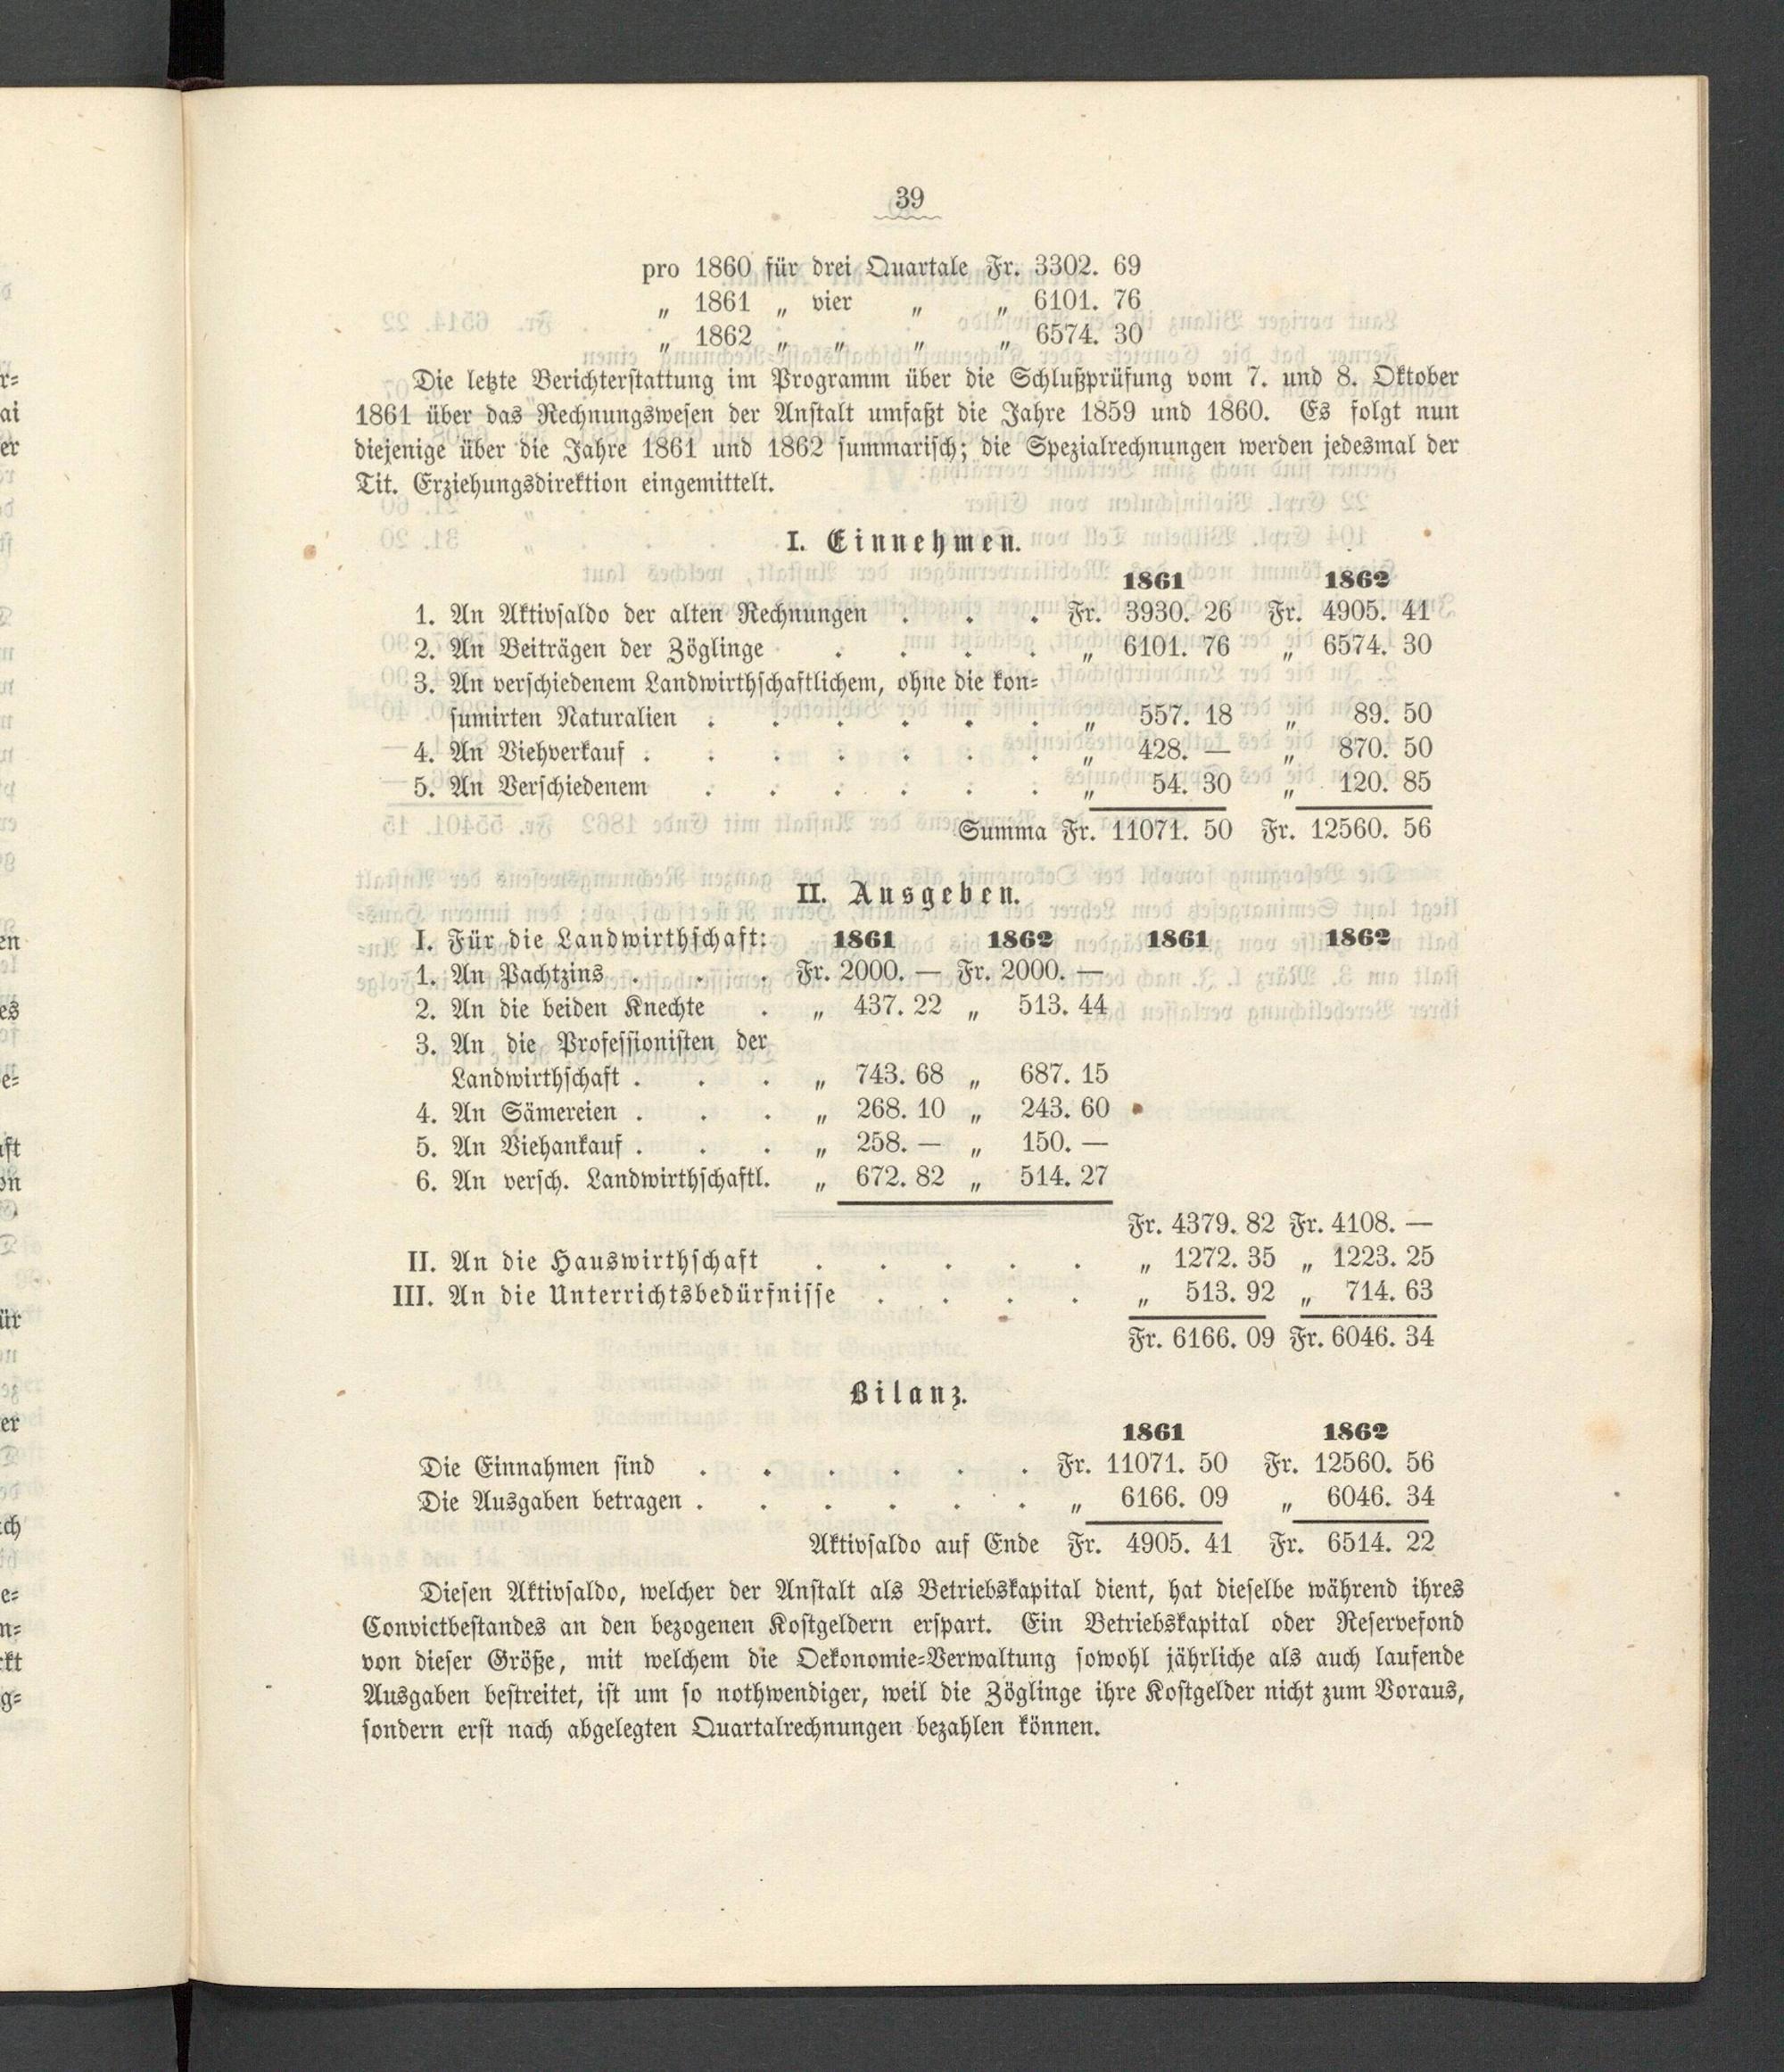 39
pro 1860 für drei Quartale Fr. 3302. 69
„ 1861 „ vier „ „ 6101. 76
„ 1862 „ „ „ „ 6574. 30
Die letzte Berichterstattung im Programm über die Schlußprüfung vom 7. und 8. Oktober
1861 über das Rechnungswesen der Anstalt umfaßt die Jahre 1859 und 1860. Es folgt nun
diejenige über die Jahre 1861 und 1862 summarisch; die Spezialrechnungen werden jedesmal der
Tit. Erziehungsdirektion eingemittelt.
I. Einnehmen.
1861 1862
1. An Aktivsaldo der alten Rechnungen . . . Fr. 3930. 26 Fr. 4905. 41
2. An Beiträgen der Zöglinge . . . . „ 6101. 76 „ 6574. 30
3. An verschiedenem Landwirthschaftlichem, ohne die kon-
sumirten Naturalien . . . . . . „ 557. 18 „ 89. 50
4. An Viehverkauf . . . . . . . „ 428. — „ 870. 50
5. An Verschiedenem . . . . . . „ 54. 30 „ 120. 85
Summa Fr. 11071. 50 Fr. 12560. 56
II. Ausgeben.
I. Für die Landwirthschaft: 1861 1862 1861 1862
1. An Pachtzins . . . Fr. 2000. — Fr. 2000. —
2. An die beiden Knechte . „ 437. 22 „ 513. 44
3. An die Professionisten der
Landwirthschaft . . . „ 743. 68 „ 687. 15
4. An Sämereien . . . „ 268. 10 „ 243. 60
5. An Viehankauf . . . „ 258. — „ 150. —
6. An versch. Landwirthschaftl. „ 672. 82 „ 514. 27
Fr. 4379. 82 Fr. 4108. —
II. An die Hauswirthschaft . . . . . „ 1272. 35 „ 1223. 25
III. An die Unterrichtsbedürfnisse . . . . „ 513. 92 „ 714. 63
Fr. 6166. 09 Fr. 6046. 34
Bilanz.
1861 1862
Die Einnahmen sind . . . . . . Fr. 11071. 50 Fr. 12560. 56
Die Ausgaben betragen . . . . . . „ 6166. 09 „ 6046. 34
Aktivsaldo auf Ende Fr. 4905. 41 Fr. 6514. 22
Diesen Aktivsaldo, welcher der Anstalt als Betriebskapital dient, hat dieselbe während ihres
Convictbestandes an den bezogenen Kostgeldern erspart. Ein Betriebskapital oder Reservefond
von dieser Größe, mit welchem die Oekonomie-Verwaltung sowohl jährliche als auch laufende
Ausgaben bestreitet, ist um so nothwendiger, weil die Zöglinge ihre Kostgelder nicht zum Voraus,
sondern erst nach abgelegten Quartalrechnungen bezahlen können.